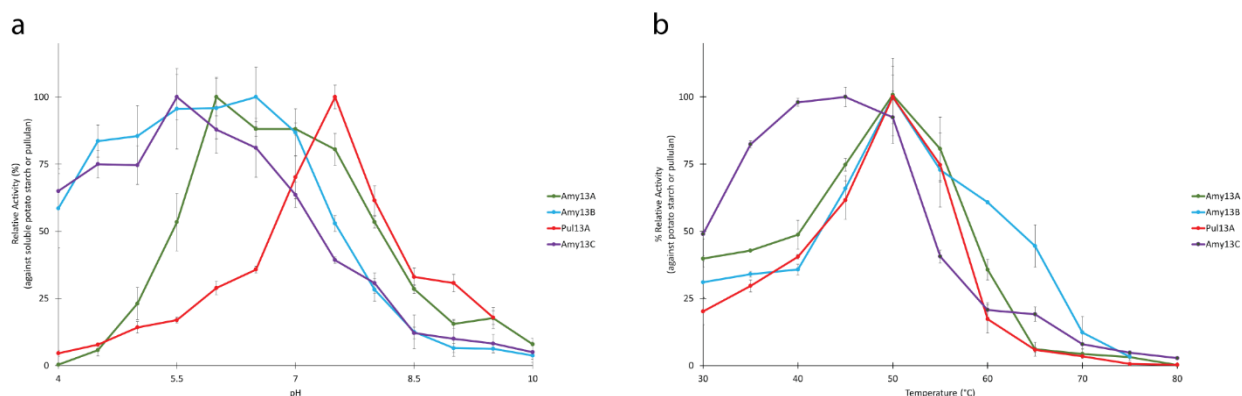 a
Relative Activity (%)
(against soluble potato starch or pullulan)
100
75
50
25
0
4
5.5
7
8.5
10
pH
Amy13A
Amy13B
Pul13A
Amy13C
b
% Relative Activity
(against potato starch or pullulan)
100
75
50
25
0
30
40
50
60
70
80
Temperature (°C)
Amy13A
Amy13B
Pul13A
Amy13C